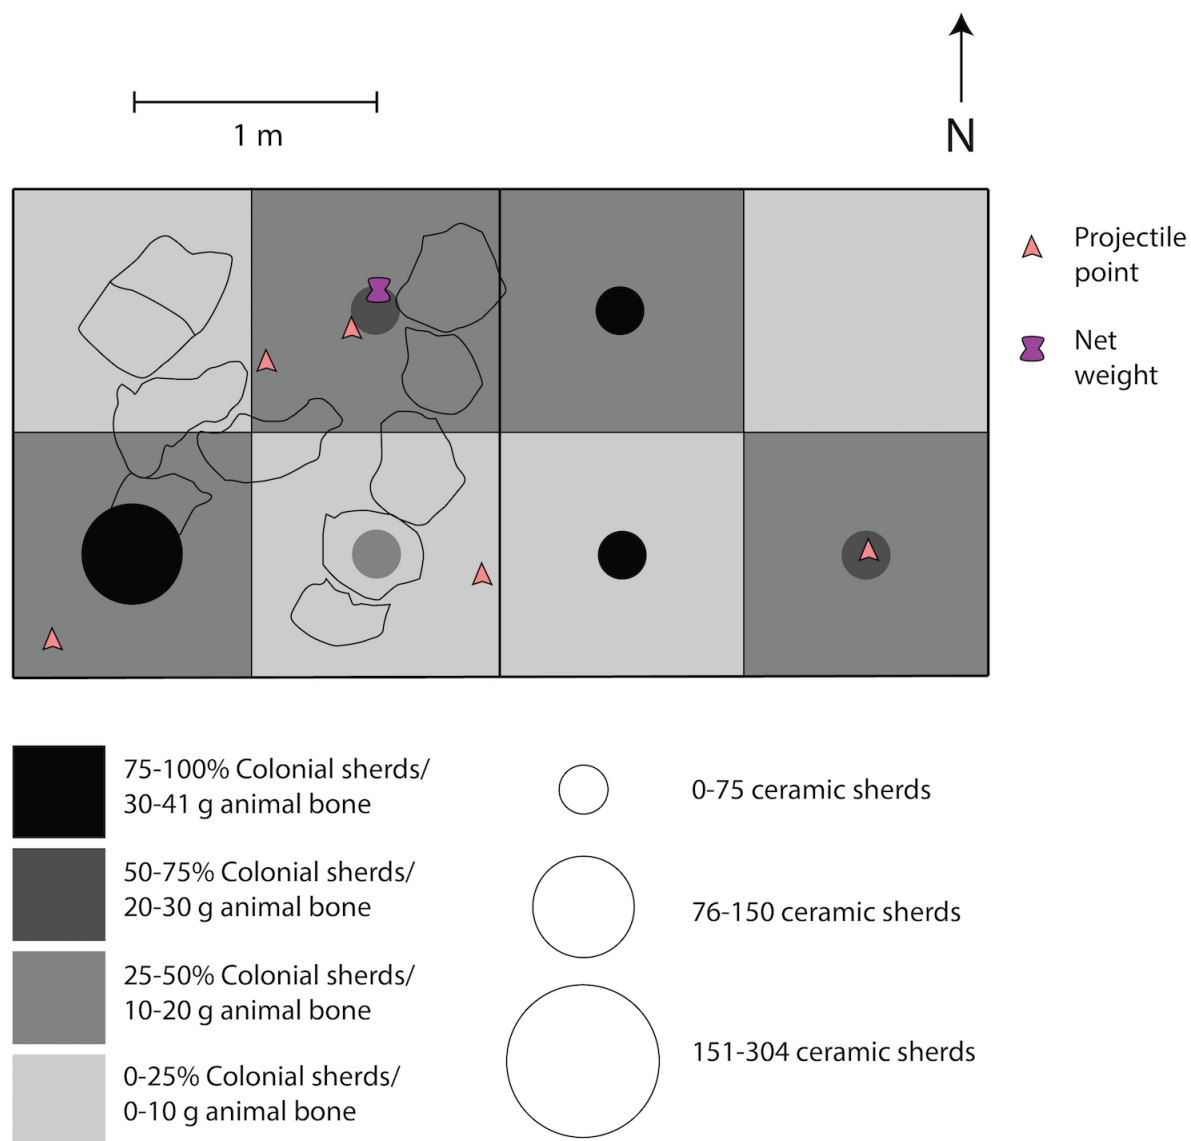 1 m
N
Projectile
point
Net
weight
75-100% Colonial sherds/
30-41 g animal bone
50-75% Colonial sherds/
20-30 g animal bone
25-50% Colonial sherds/
10-20 g animal bone
0-25% Colonial sherds/
0-10 g animal bone
0-75 ceramic sherds
76-150 ceramic sherds
151-304 ceramic sherds